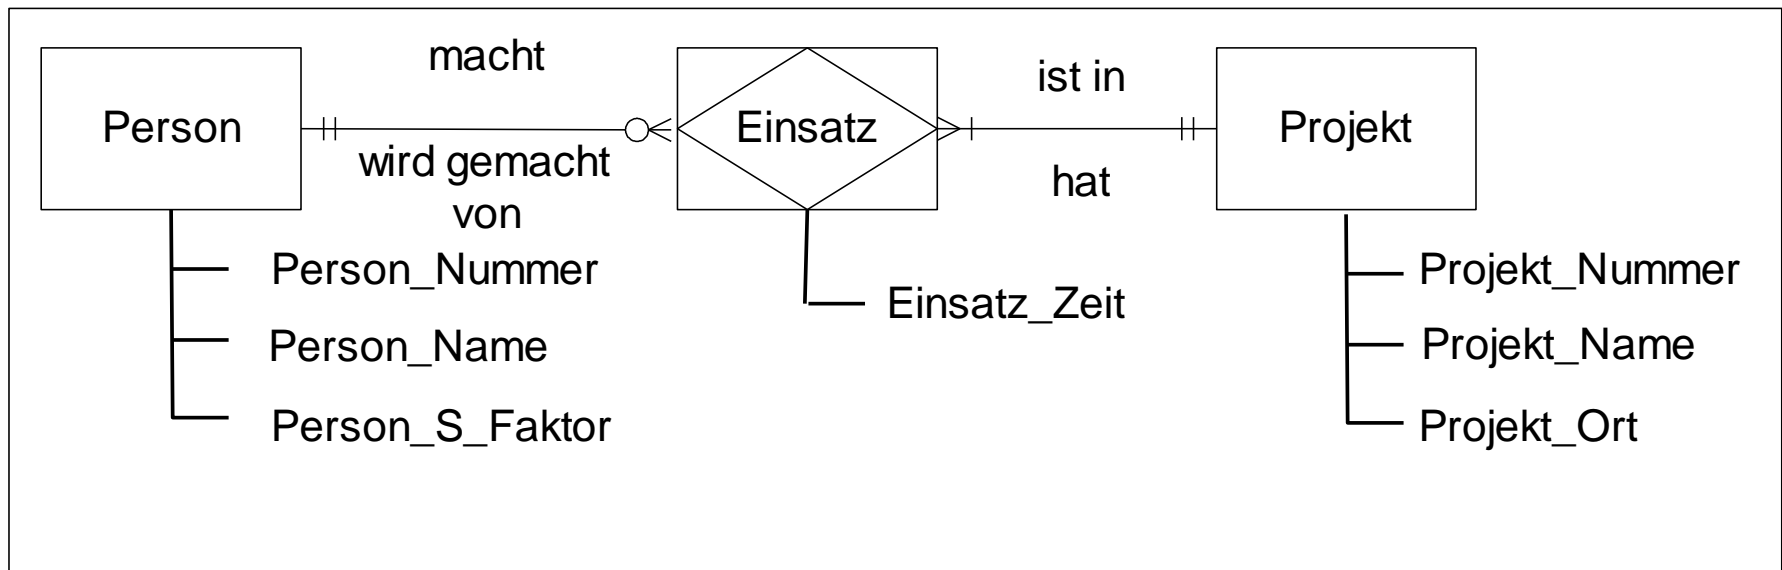 macht
ist in
Person
Einsatz
Projekt
wird gemacht
von
hat
Person_Nummer
Projekt_Nummer
Einsatz_Zeit
Person_Name
Projekt_Name
Person_S_Faktor
Projekt_Ort